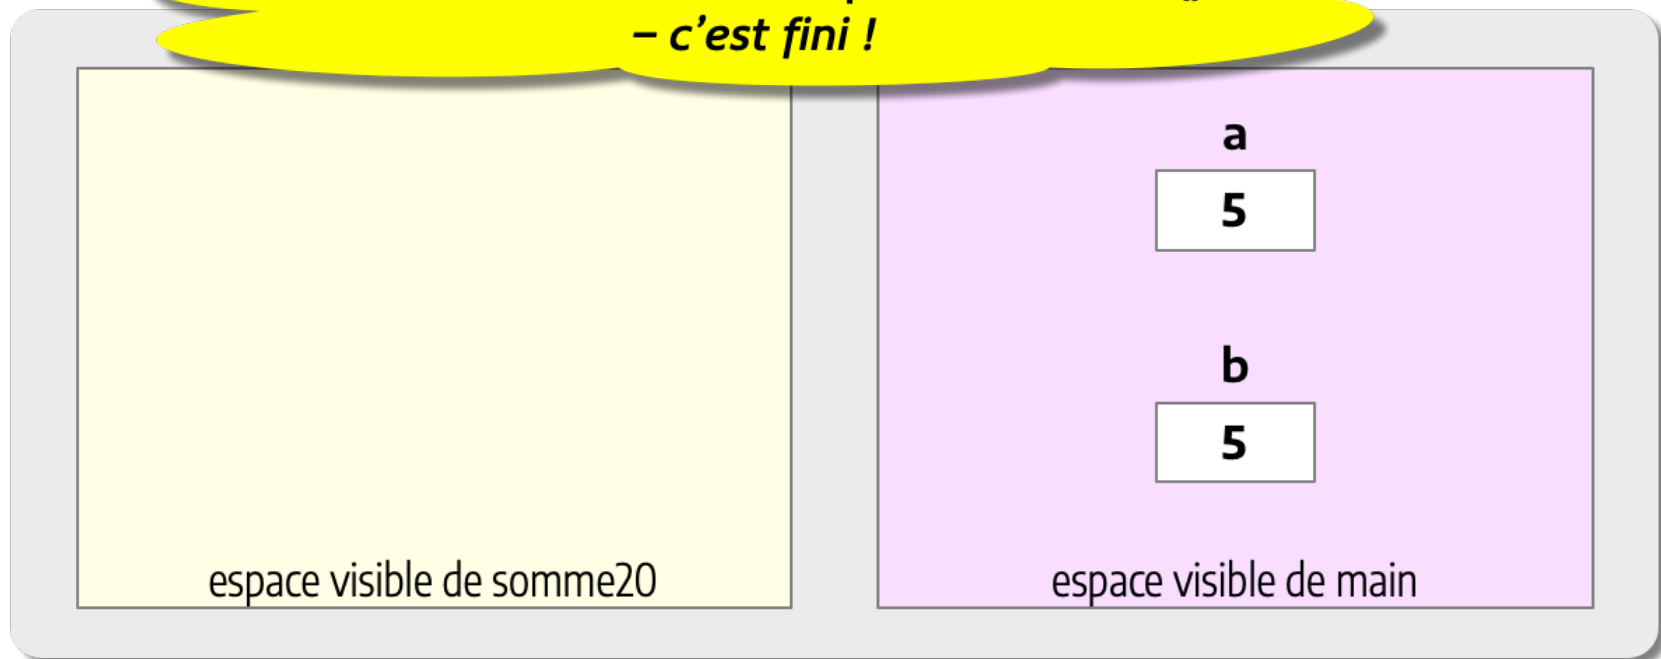 – c’est fini !
a
5
b
5
espace visible de somme20
espace visible de main